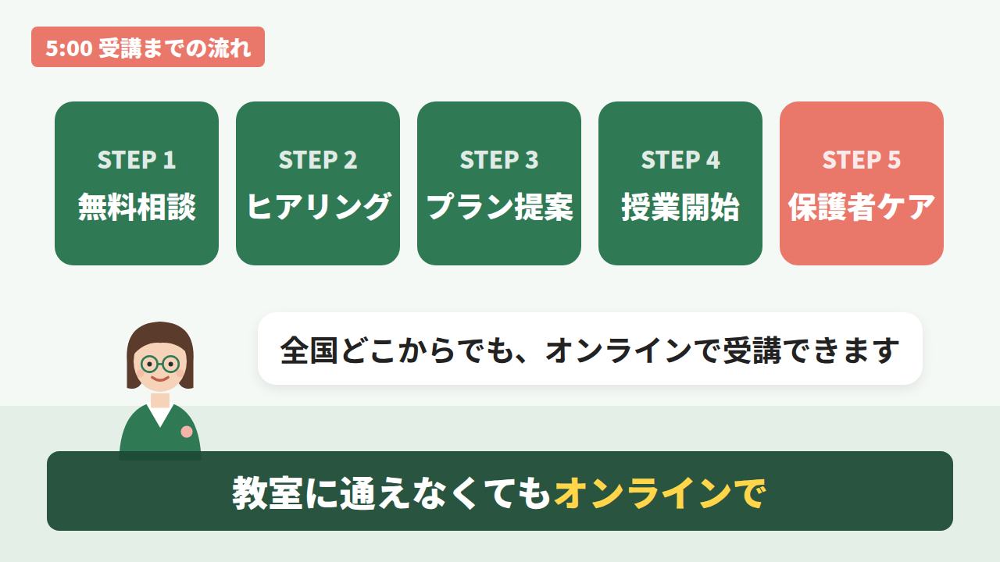 5:00 受講までの流れ
STEP 1
無料相談
STEP 2
ヒアリング
STEP 3
プラン提案
STEP 4
授業開始
STEP 5
保護者ケア
全国どこからでも、オンラインで受講できます
教室に通えなくてもオンラインで